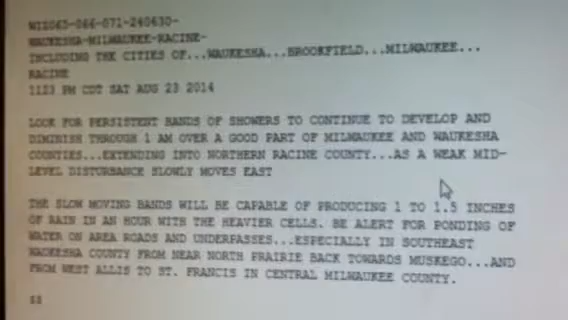 WIZ065-066-071-240630-
WAUKESHA-MILWAUKEE-RACINE-
INCLUDING THE CITIES OF...WAUKESHA...BROOKFIELD...MILWAUKEE...
RACINE
1123 PM CDT SAT AUG 23 2014
LOOK FOR PERSISTENT BANDS OF SHOWERS TO CONTINUE TO DEVELOP AND
DIMINISH THROUGH 1 AM OVER A GOOD PART OF MILWAUKEE AND WAUKESHA
COUNTIES...EXTENDING INTO NORTHERN RACINE COUNTY...AS A WEAK MID-
LEVEL DISTURBANCE SLOWLY MOVES EAST
THE SLOW MOVING BANDS WILL BE CAPABLE OF PRODUCING 1 TO 1.5 INCHES
OF RAIN IN AN HOUR WITH THE HEAVIER CELLS. BE ALERT FOR PONDING OF
WATER ON AREA ROADS AND UNDERPASSES...ESPECIALLY IN SOUTHEAST
WAUKESHA COUNTY FROM NEAR NORTH PRAIRIE BACK TOWARDS MUSKEGO...AND
FROM WEST ALLIS TO ST. FRANCIS IN CENTRAL MILWAUKEE COUNTY.